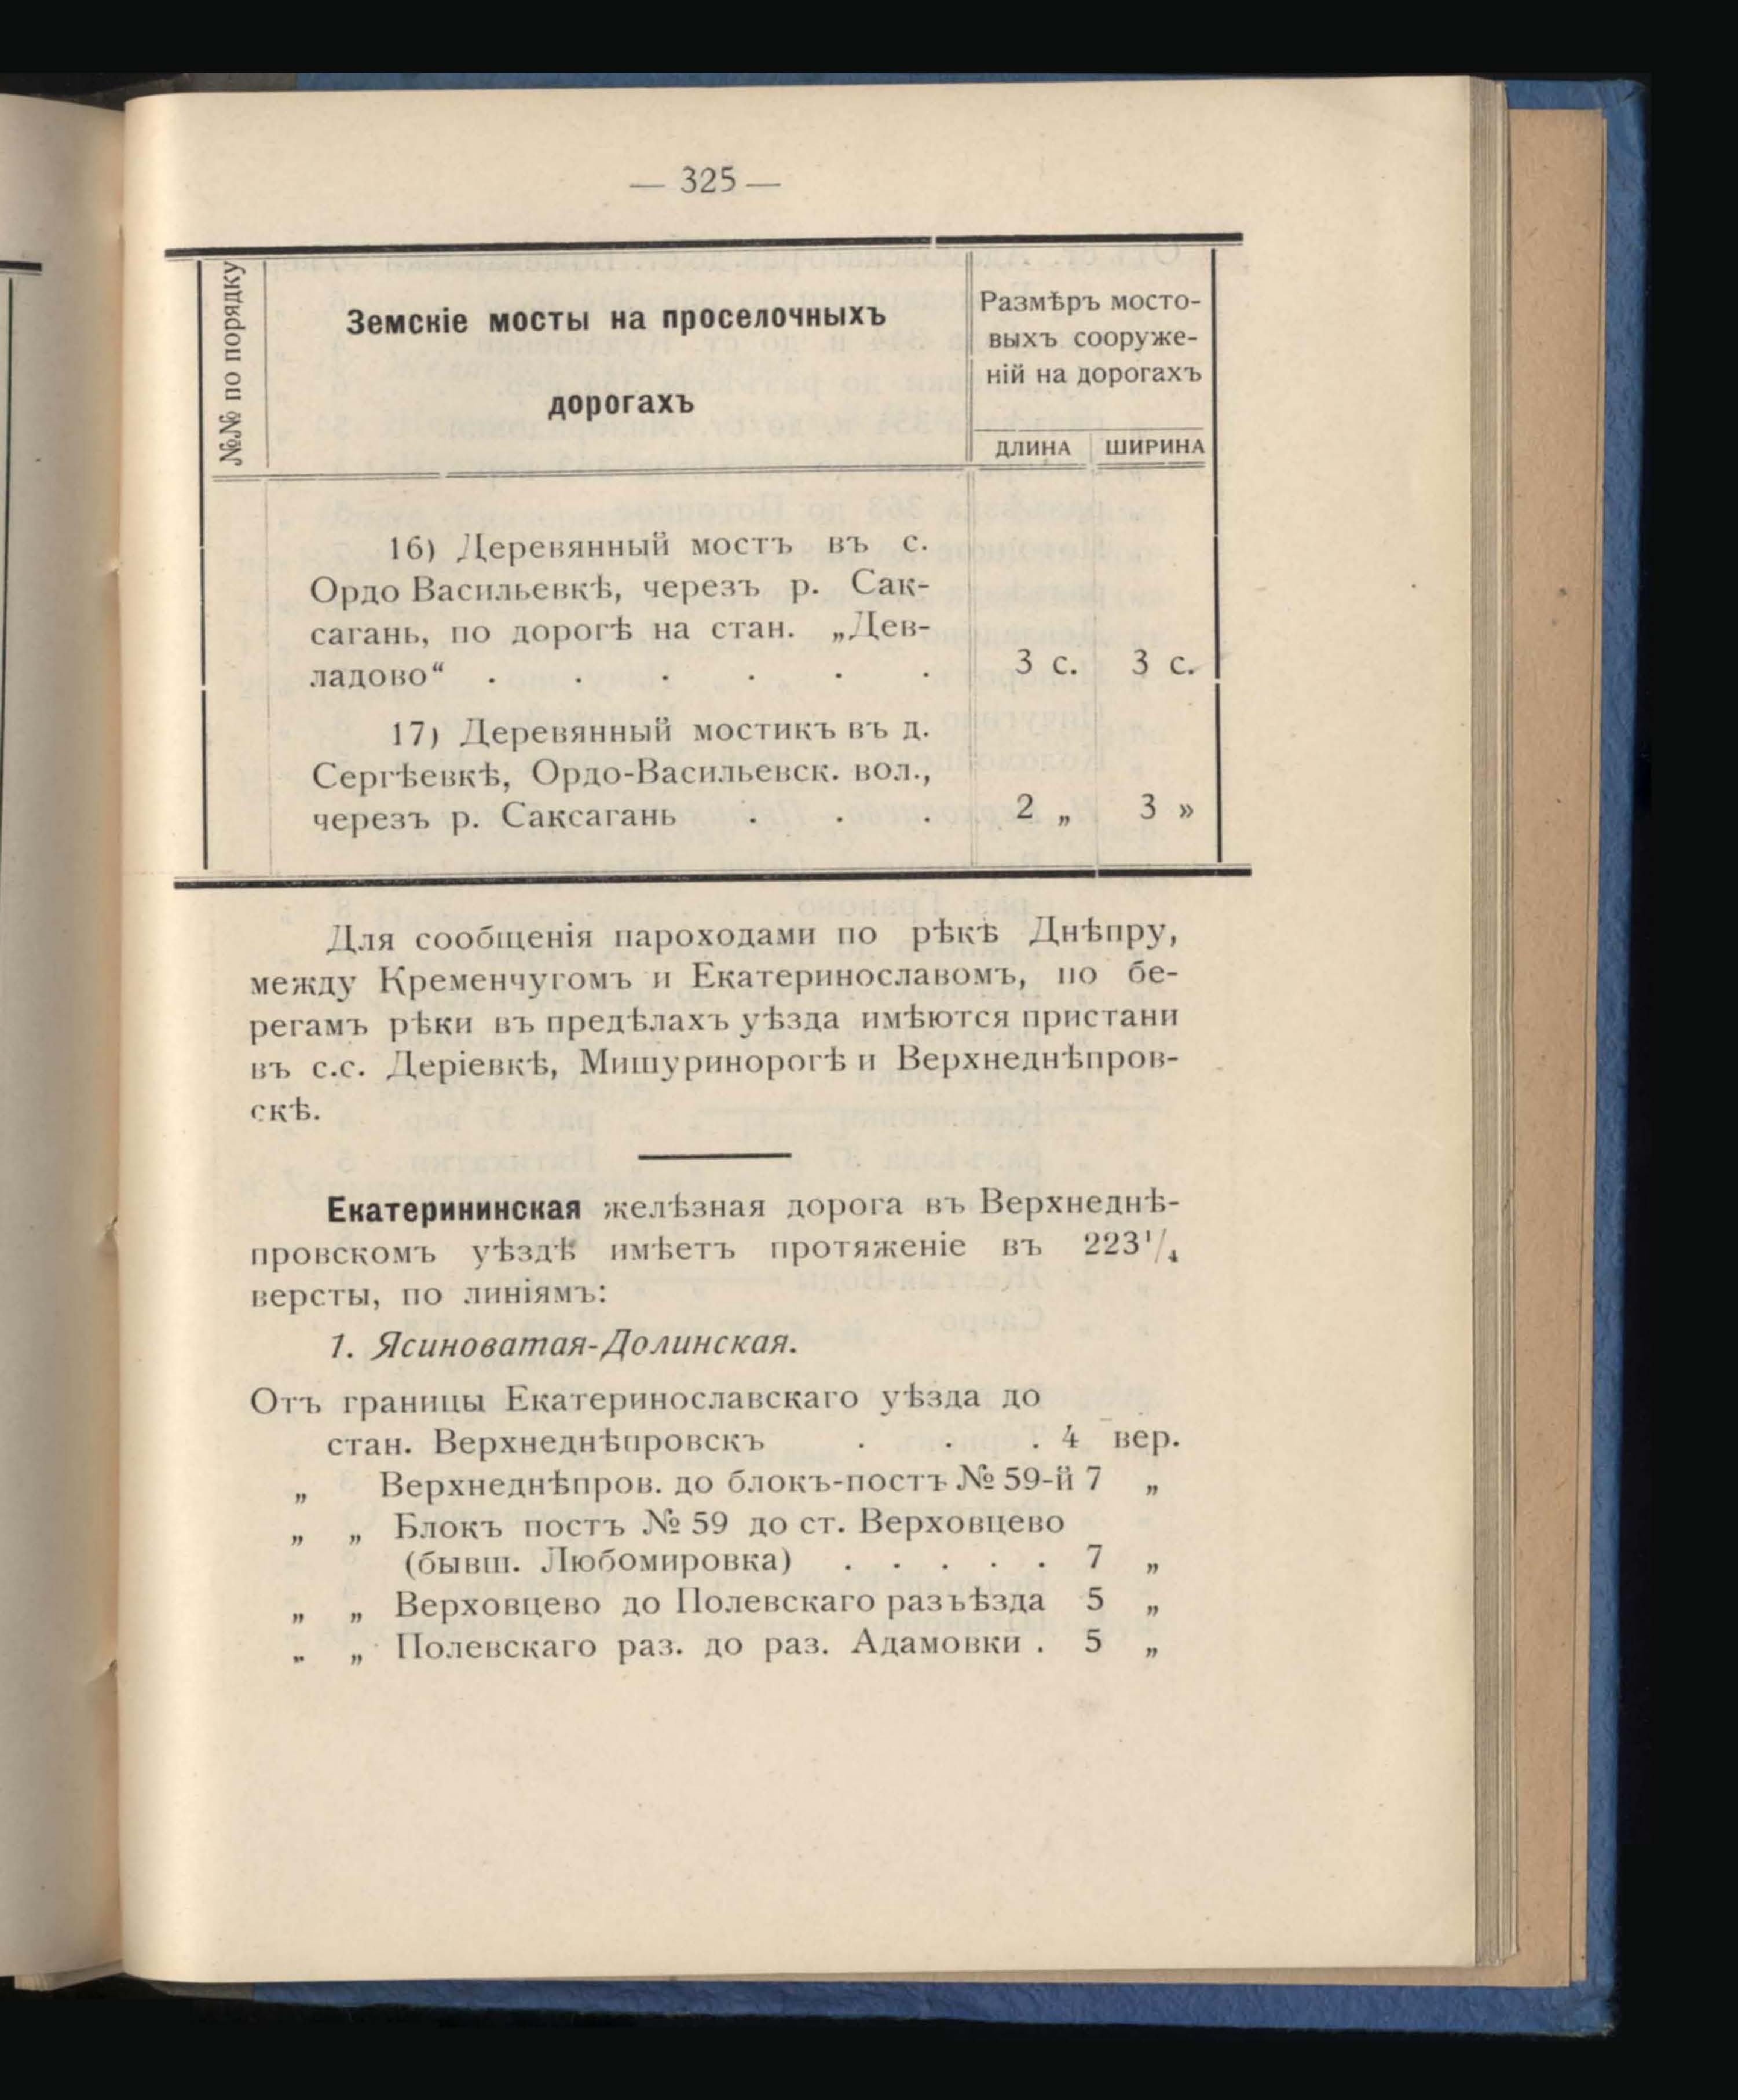 — 325 —
№№ по порядку
Земскіе мосты на проселочныхъ
дорогахъ
Размѣръ мосто-
выхъ сооруже-
ній на дорогахъ
ДЛИНА ШИРИНА
16) Деревянный мостъ въ с.
Ордо Васильевкѣ, черезъ р. Сак-
сагань, по дорогѣ на стан. „Дев-
ладово“ . . . . . . 3 с. 3 с.
17) Деревянный мостикъ въ д.
Сергѣевкѣ, Ордо-Васильевск. вол.,
черезъ р. Саксагань . . . 2 „ 3 »
Для сообщенія пароходами по рѣкѣ Днѣпру,
между Кременчугомъ и Екатеринославомъ, по бе-
регамъ рѣки въ предѣлахъ уѣзда имѣются пристани
въ с.с. Деріевкѣ, Мишуринорогѣ и Верхнеднѣпров-
скѣ.
Екатерининская желѣзная дорога въ Верхнеднѣ-
провскомъ уѣздѣ имѣетъ протяженіе въ 223¹/₄
версты, по линіямъ:
1. Ясиноватая-Долинская.
Отъ границы Екатеринославскаго уѣзда до
стан. Верхнеднѣпровскъ . . . 4 вер.
„ Верхнеднѣпров. до блокъ-постъ № 59-й 7 „
„ „ Блокъ постъ № 59 до ст. Верховцево
(бывш. Любомировка) . . . . . 7 „
„ „ Верховцево до Полевскаго разъѣзда 5 „
„ „ Полевскаго раз. до раз. Адамовки . 5 „